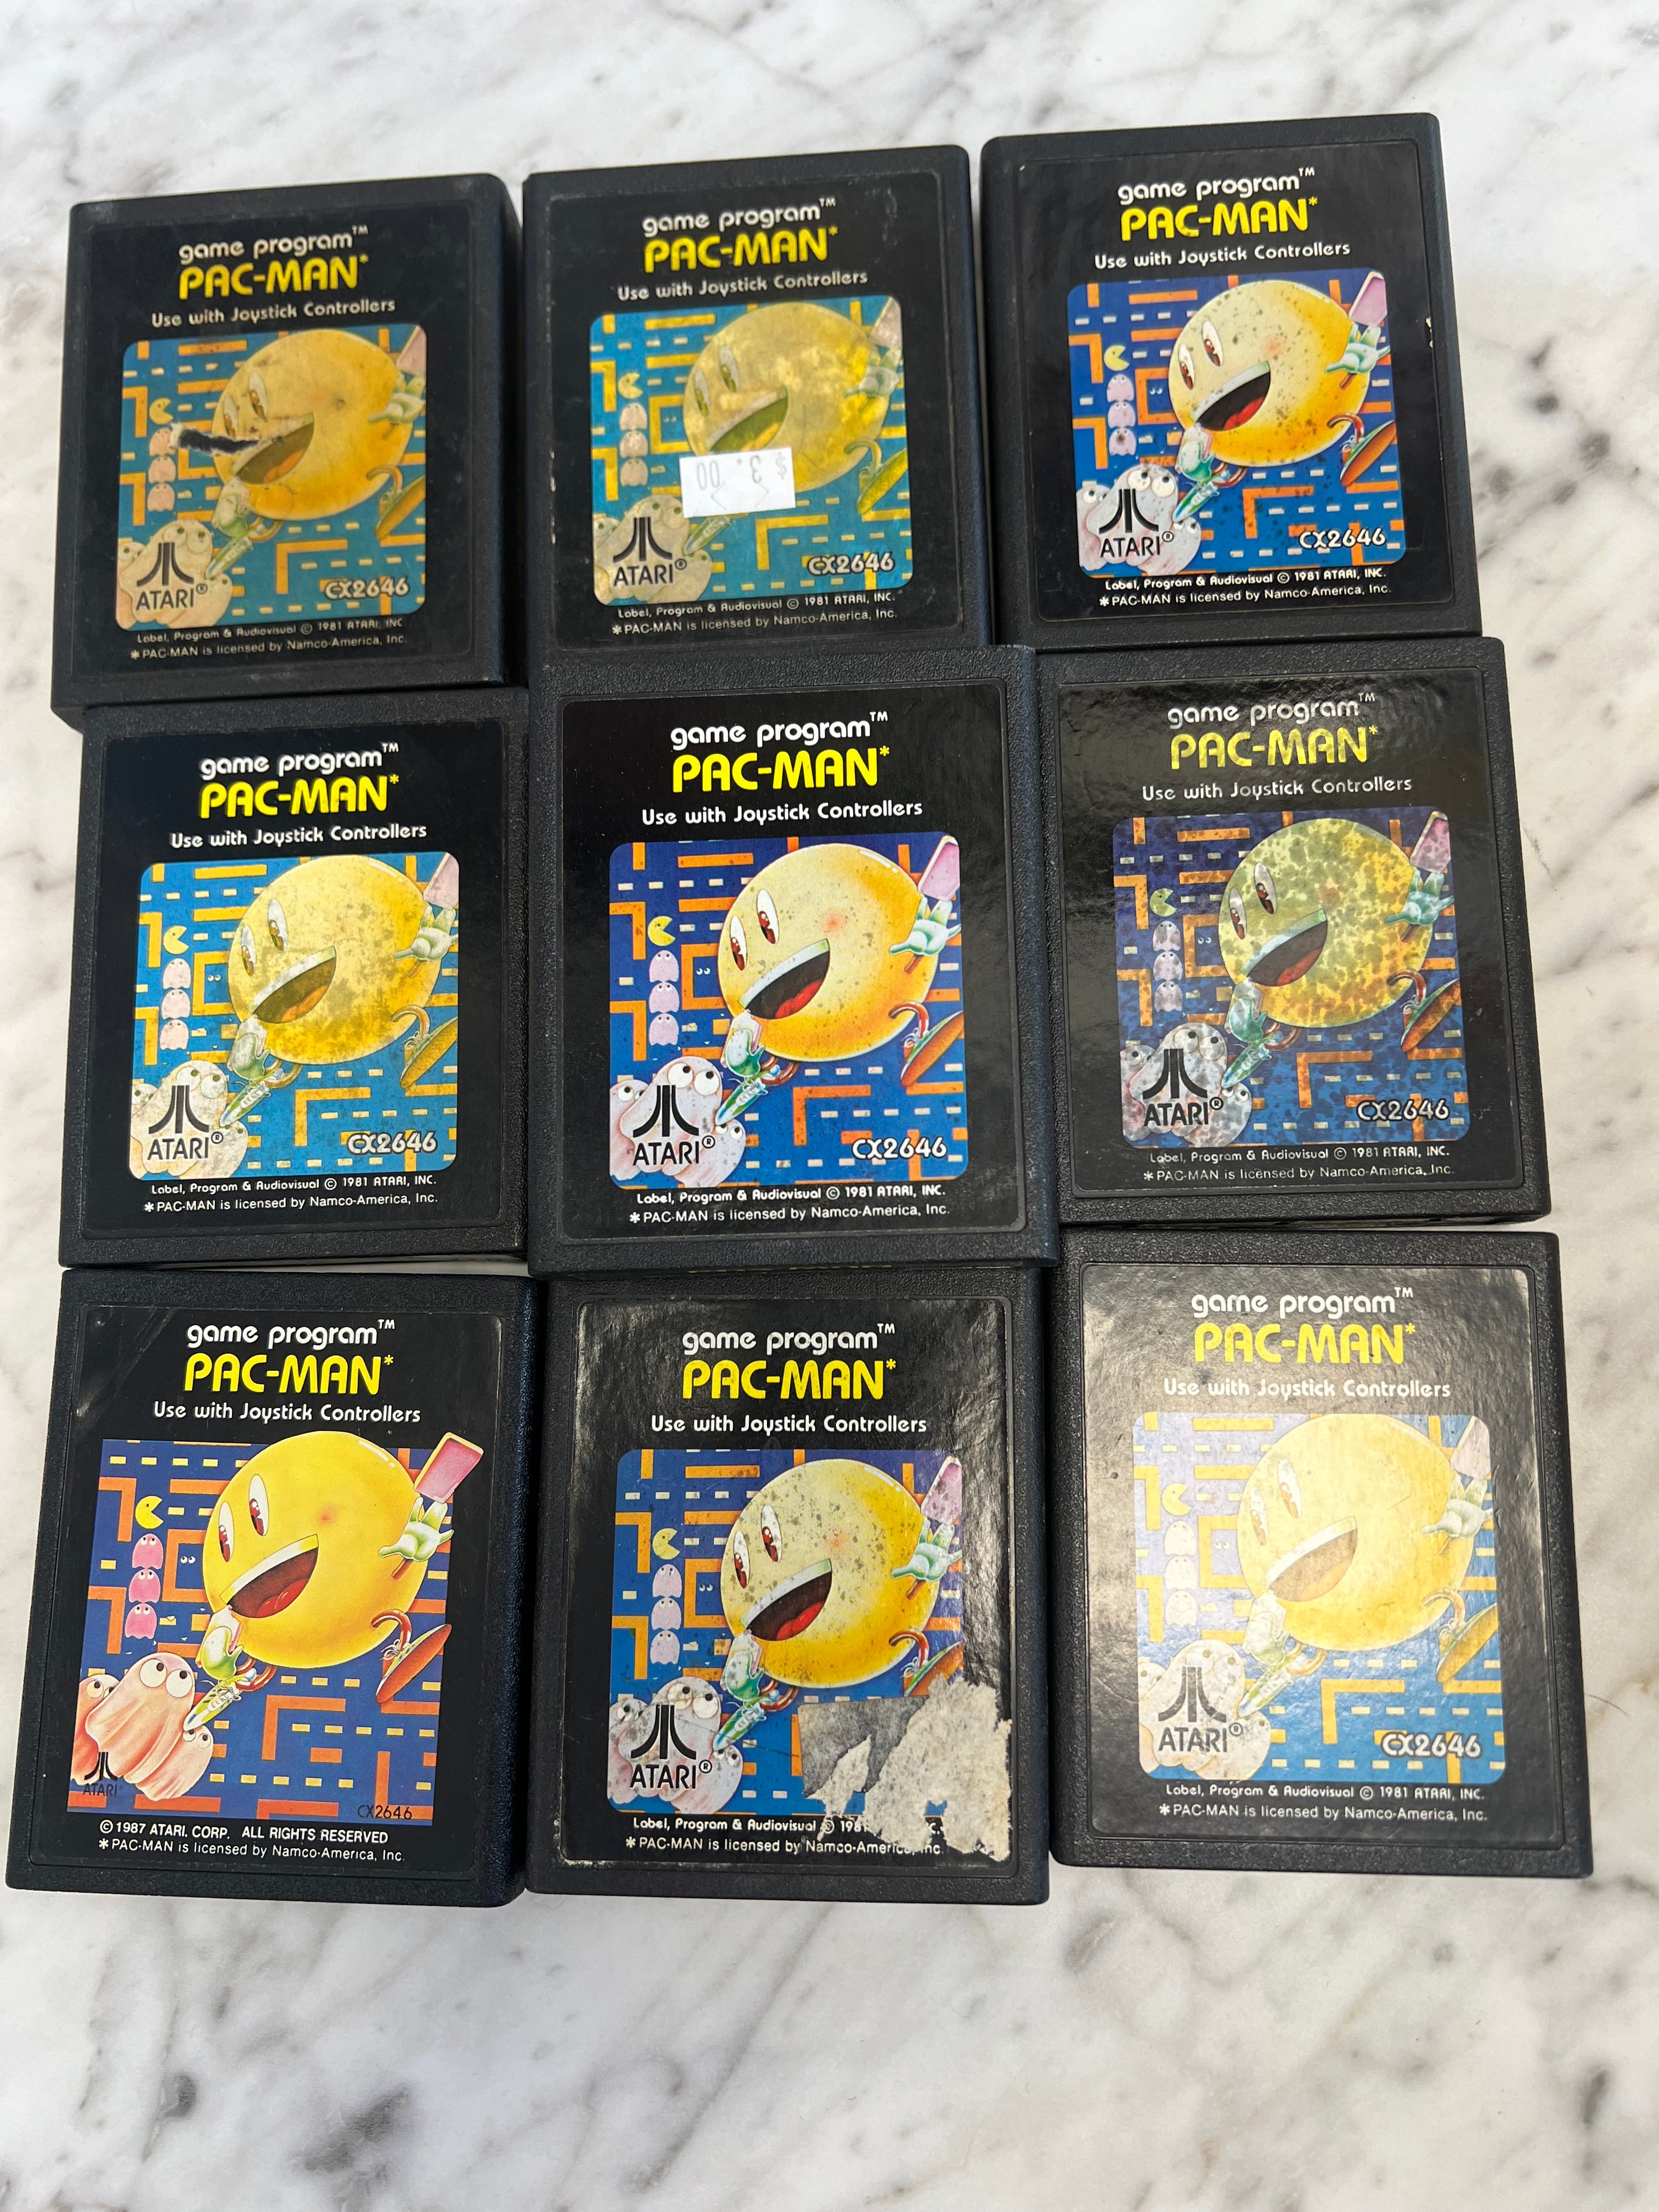 game program™
PAC-MAN*
Use with Joystick Controllers
ATARI®
CX2646
Label, Program & Audiovisual © 1981 ATARI, INC.
* PAC-MAN is licensed by Namco-America, Inc.
game program™
PAC-MAN*
Use with Joystick Controllers
$ 3.00
ATARI®
CX2646
Label, Program & Audiovisual © 1981 ATARI, INC.
* PAC-MAN is licensed by Namco-America, Inc.
game program™
PAC-MAN*
Use with Joystick Controllers
ATARI®
CX2646
Label, Program & Audiovisual © 1981 ATARI, INC.
* PAC-MAN is licensed by Namco-America, Inc.
game program™
PAC-MAN*
Use with Joystick Controllers
ATARI®
CX2646
Label, Program & Audiovisual © 1981 ATARI, INC.
* PAC-MAN is licensed by Namco-America, Inc.
game program™
PAC-MAN*
Use with Joystick Controllers
ATARI®
CX2646
Label, Program & Audiovisual © 1981 ATARI, INC.
* PAC-MAN is licensed by Namco-America, Inc.
game program™
PAC-MAN*
Use with Joystick Controllers
ATARI®
CX2646
Label, Program & Audiovisual © 1981 ATARI, INC.
* PAC-MAN is licensed by Namco-America, Inc.
game program™
PAC-MAN*
Use with Joystick Controllers
ATARI
CX2646
© 1987 ATARI. CORP. ALL RIGHTS RESERVED
* PAC-MAN is licensed by Namco-America, Inc.
game program™
PAC-MAN*
Use with Joystick Controllers
ATARI®
Label, Program & Audiovisual © 198
* PAC-MAN is licensed by Namco-America, Inc.
game program™
PAC-MAN*
Use with Joystick Controllers
ATARI®
CX2646
Label, Program & Audiovisual © 1981 ATARI, INC.
* PAC-MAN is licensed by Namco-America, Inc.